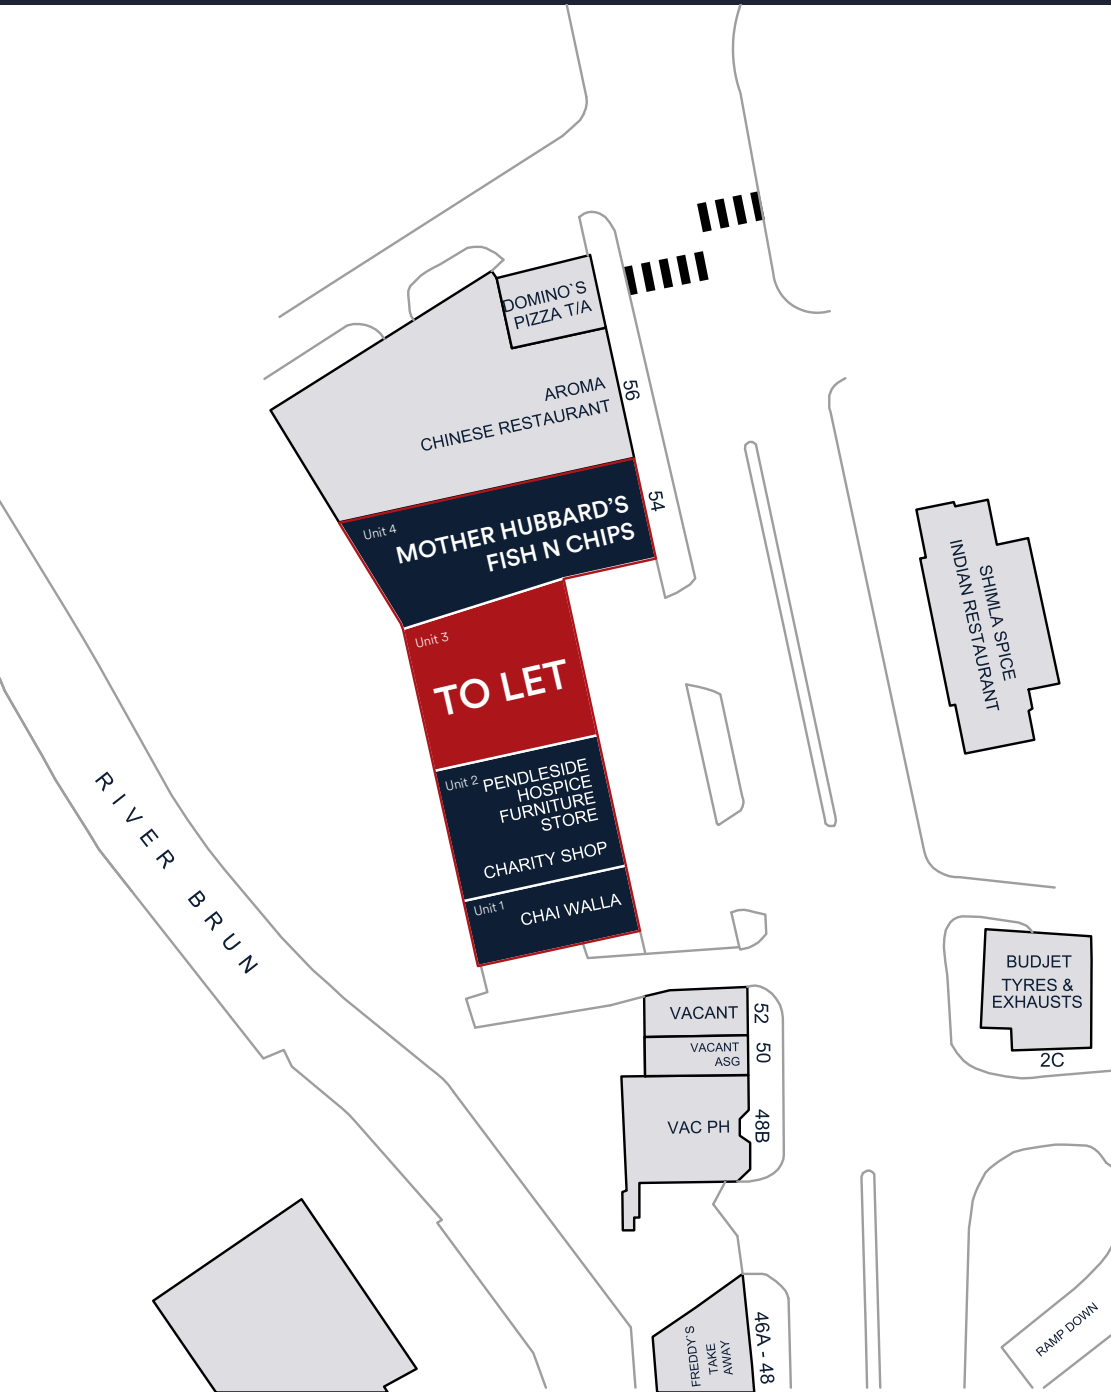 DOMINO`S
PIZZA T/A
56
AROMA
CHINESE RESTAURANT
54
Unit 4
MOTHER HUBBARD'S
FISH N CHIPS
Unit 3
TO LET
Unit 2
PENDLESIDE
HOSPICE
FURNITURE
STORE
CHARITY SHOP
Unit 1
CHAI WALLA
SHIMLA SPICE
INDIAN RESTAURANT
RIVER BRUN
BUDJET
TYRES &
EXHAUSTS
2C
VACANT
52
VACANT
ASG
50
VAC PH
48B
FREDDY`S
TAKE
AWAY
46A - 48
RAMP DOWN